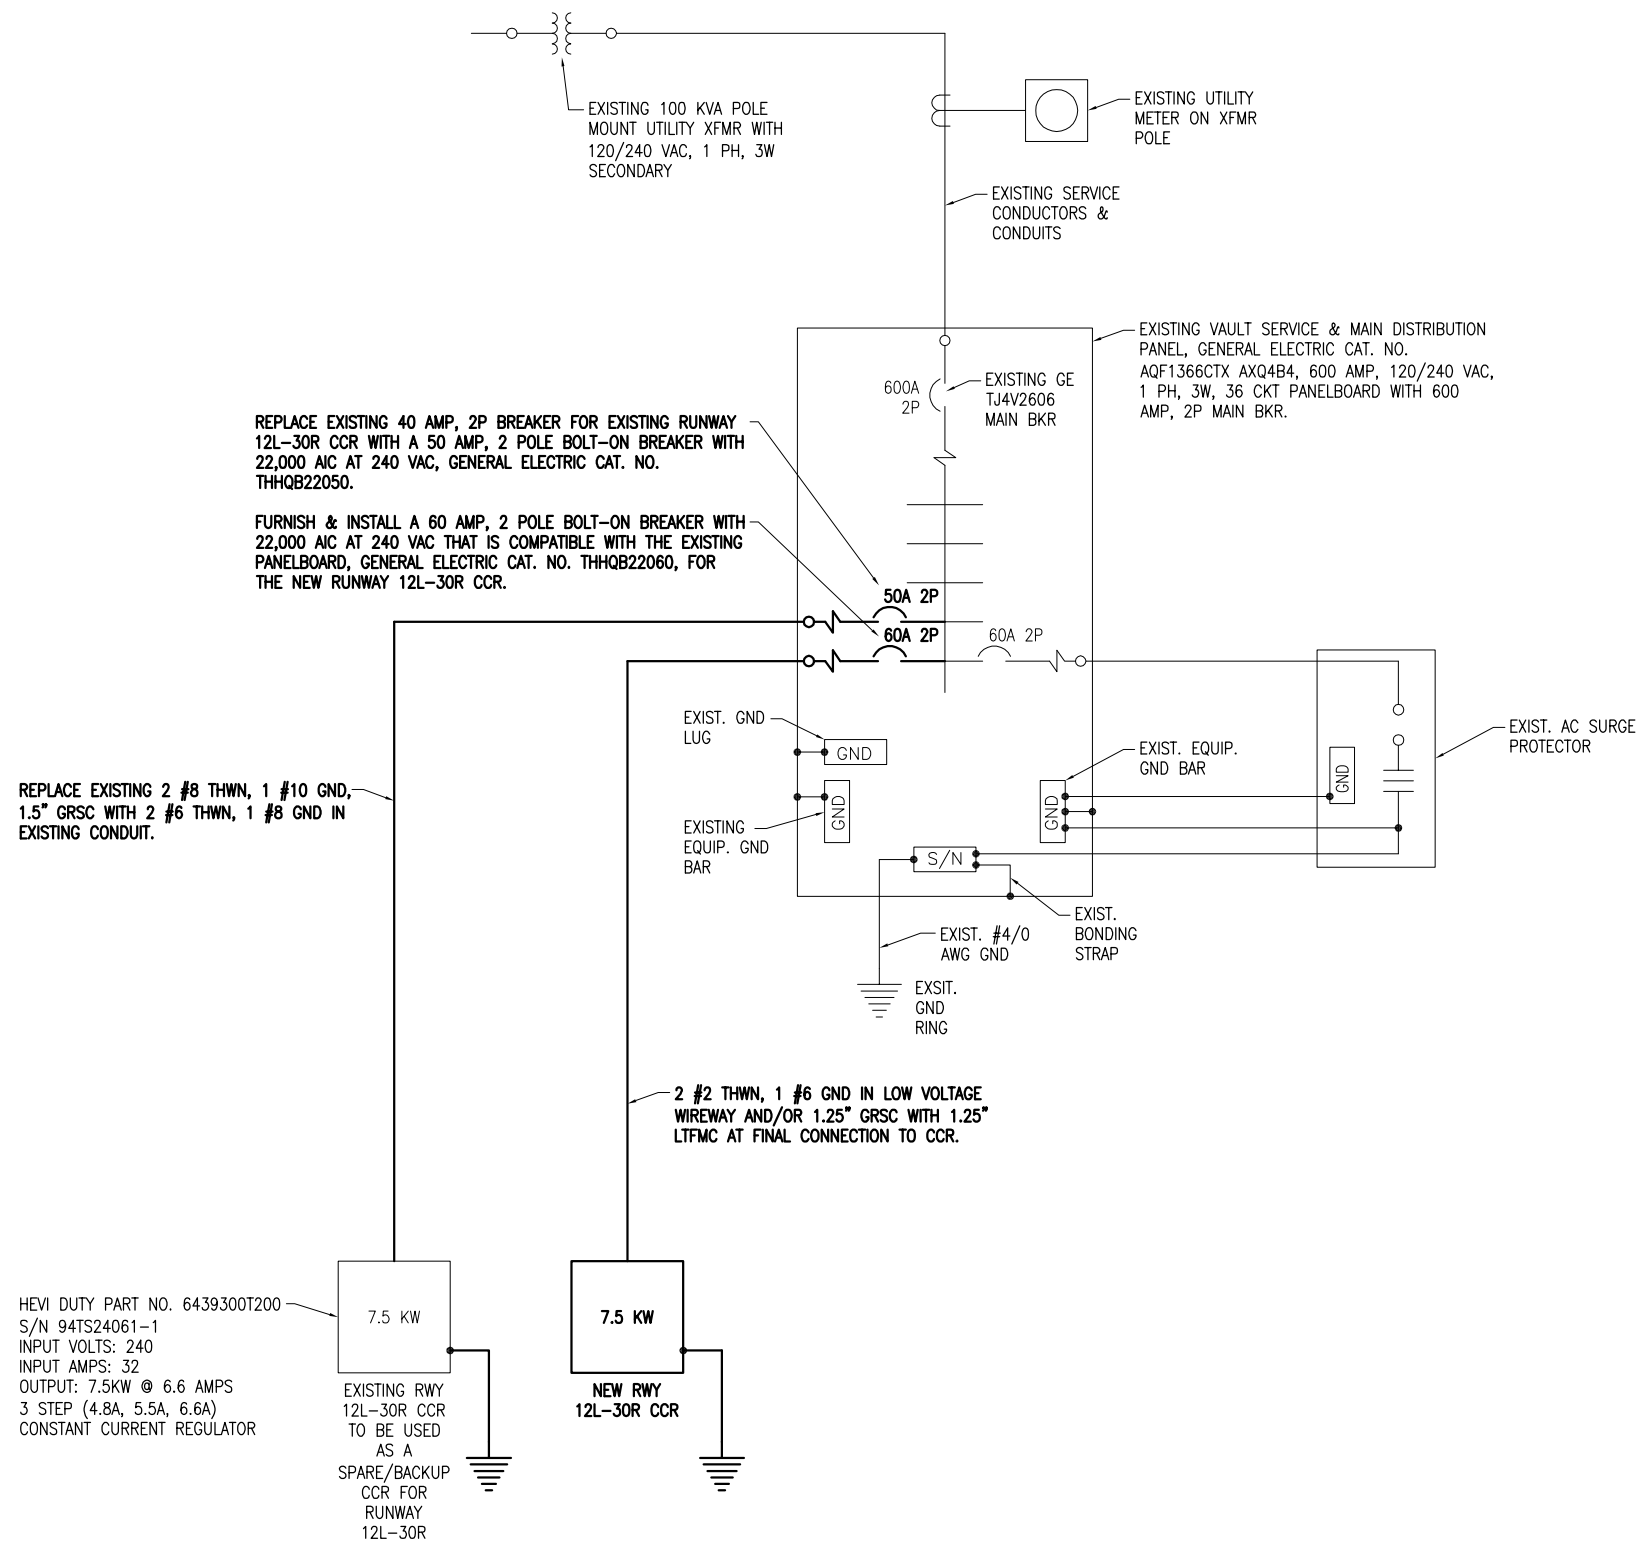 EXISTING 100 KVA POLE
MOUNT UTILITY XFMR WITH
120/240 VAC, 1 PH, 3W
SECONDARY
EXISTING UTILITY
METER ON XFMR
POLE
EXISTING SERVICE
CONDUCTORS &
CONDUITS
EXISTING VAULT SERVICE & MAIN DISTRIBUTION
PANEL, GENERAL ELECTRIC CAT. NO.
AQF1366CTX AXQ4B4, 600 AMP, 120/240 VAC,
1 PH, 3W, 36 CKT PANELBOARD WITH 600
AMP, 2P MAIN BKR.
600A
2P
EXISTING GE
TJ4V2606
MAIN BKR
REPLACE EXISTING 40 AMP, 2P BREAKER FOR EXISTING RUNWAY
12L-30R CCR WITH A 50 AMP, 2 POLE BOLT-ON BREAKER WITH
22,000 AIC AT 240 VAC, GENERAL ELECTRIC CAT. NO.
THHQB22050.
FURNISH & INSTALL A 60 AMP, 2 POLE BOLT-ON BREAKER WITH
22,000 AIC AT 240 VAC THAT IS COMPATIBLE WITH THE EXISTING
PANELBOARD, GENERAL ELECTRIC CAT. NO. THHQB22060, FOR
THE NEW RUNWAY 12L-30R CCR.
50A 2P
60A 2P
60A 2P
EXIST. GND
LUG
GND
EXISTING
EQUIP. GND
BAR
GND
EXIST. EQUIP.
GND BAR
GND
GND
EXIST. AC SURGE
PROTECTOR
S/N
EXIST.
BONDING
STRAP
EXIST. #4/0
AWG GND
EXSIT.
GND
RING
REPLACE EXISTING 2 #8 THWN, 1 #10 GND,
1.5" GRSC WITH 2 #6 THWN, 1 #8 GND IN
EXISTING CONDUIT.
2 #2 THWN, 1 #6 GND IN LOW VOLTAGE
WIREWAY AND/OR 1.25" GRSC WITH 1.25"
LTFMC AT FINAL CONNECTION TO CCR.
HEVI DUTY PART NO. 6439300T200
S/N 94TS24061-1
INPUT VOLTS: 240
INPUT AMPS: 32
OUTPUT: 7.5KW @ 6.6 AMPS
3 STEP (4.8A, 5.5A, 6.6A)
CONSTANT CURRENT REGULATOR
7.5 KW
EXISTING RWY
12L-30R CCR
TO BE USED
AS A
SPARE/BACKUP
CCR FOR
RUNWAY
12L-30R
7.5 KW
NEW RWY
12L-30R CCR